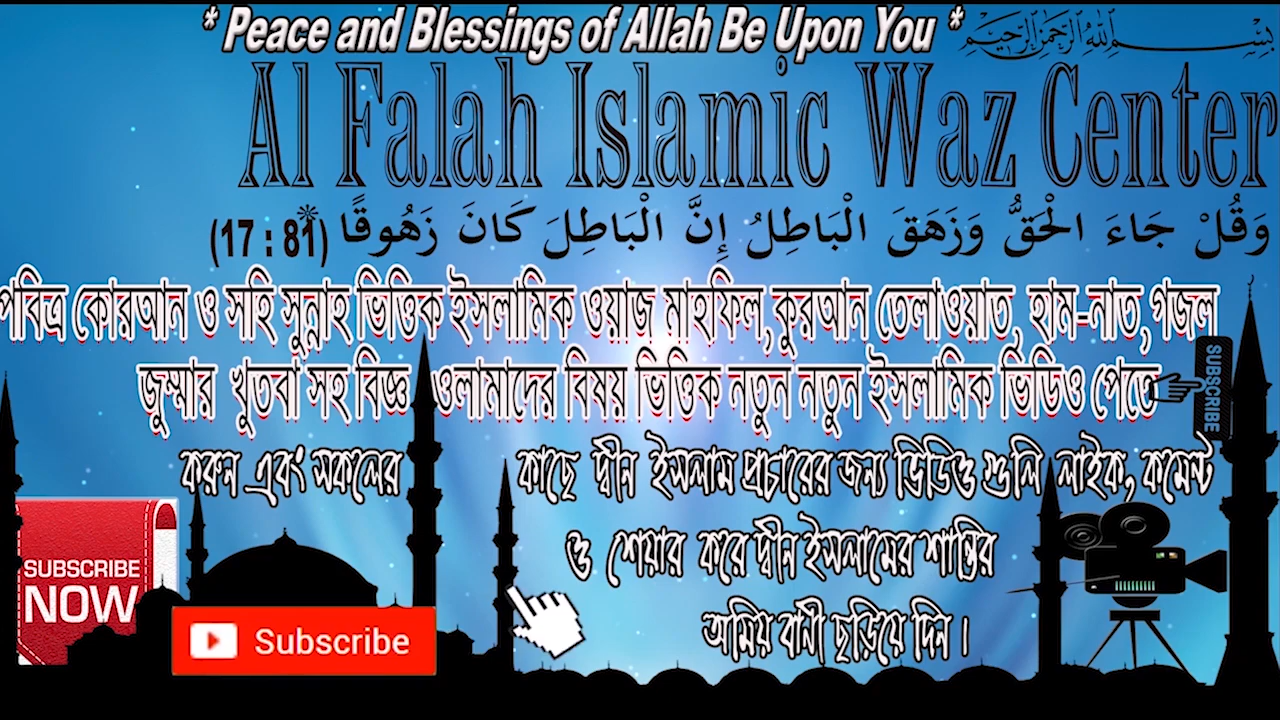 * Peace and Blessings of Allah Be Upon You *
بِسْمِ اللهِ الرَّحْمٰنِ الرَّحِيْمِ
Al Falah Islamic Waz Center
وَقُلْ جَاءَ الْحَقُّ وَزَهَقَ الْبَاطِلُ إِنَّ الْبَاطِلَ كَانَ زَهُوقًا (17 : 81)
পবিত্র কোরআন ও সহি সুন্নাহ ভিত্তিক ইসলামিক ওয়াজ মাহফিল,কুরআন তেলাওয়াত, হাম-নাত,গজল
জুম্মার খুতবা সহ বিজ্ঞ ওলামাদের বিষয় ভিত্তিক নতুন নতুন ইসলামিক ভিডিও পেতে
SUBSCRIBE
করুন এবং সকলের কাছে দ্বীন ইসলাম প্রচারের জন্য ভিডিও গুলি লাইক, কমেন্ট
ও শেয়ার করে দ্বীন ইসলামের শান্তির
অমিয় বানী ছড়িয়ে দিন।
SUBSCRIBE
NOW
Subscribe